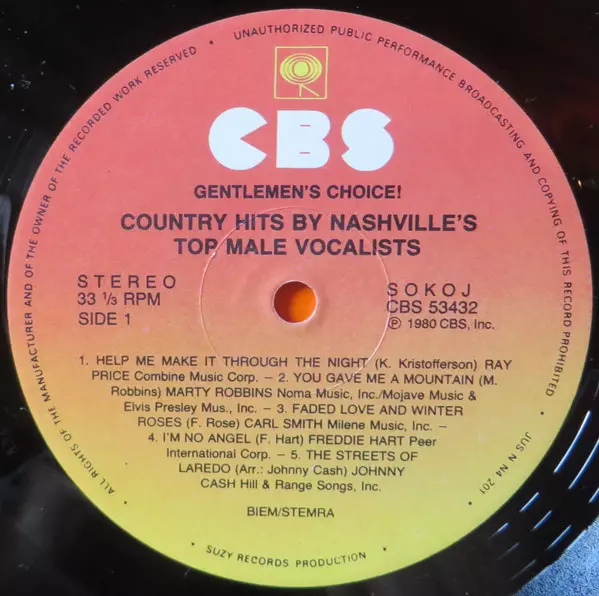 ALL RIGHTS OF THE MANUFACTURER AND OF THE OWNER OF THE RECORDED WORK RESERVED • UNAUTHORIZED PUBLIC PERFORMANCE BROADCASTING AND COPYING OF THIS RECORD PROHIBITED
CBS
GENTLEMEN'S CHOICE!
COUNTRY HITS BY NASHVILLE'S
TOP MALE VOCALISTS
STEREO
33 ⅓ RPM
SIDE 1
SOKOJ
CBS 53432
℗ 1980 CBS, Inc.
1. HELP ME MAKE IT THROUGH THE NIGHT (K. Kristofferson) RAY
PRICE Combine Music Corp. – 2. YOU GAVE ME A MOUNTAIN (M.
Robbins) MARTY ROBBINS Noma Music, Inc./Mojave Music &
Elvis Presley Mus., Inc. – 3. FADED LOVE AND WINTER
ROSES (F. Rose) CARL SMITH Milene Music, Inc. –
4. I'M NO ANGEL (F. Hart) FREDDIE HART Peer
International Corp. – 5. THE STREETS OF
LAREDO (Arr.: Johnny Cash) JOHNNY
CASH Hill & Range Songs, Inc.
BIEM/STEMRA
• SUZY RECORDS PRODUCTION •
JUS N N4 201